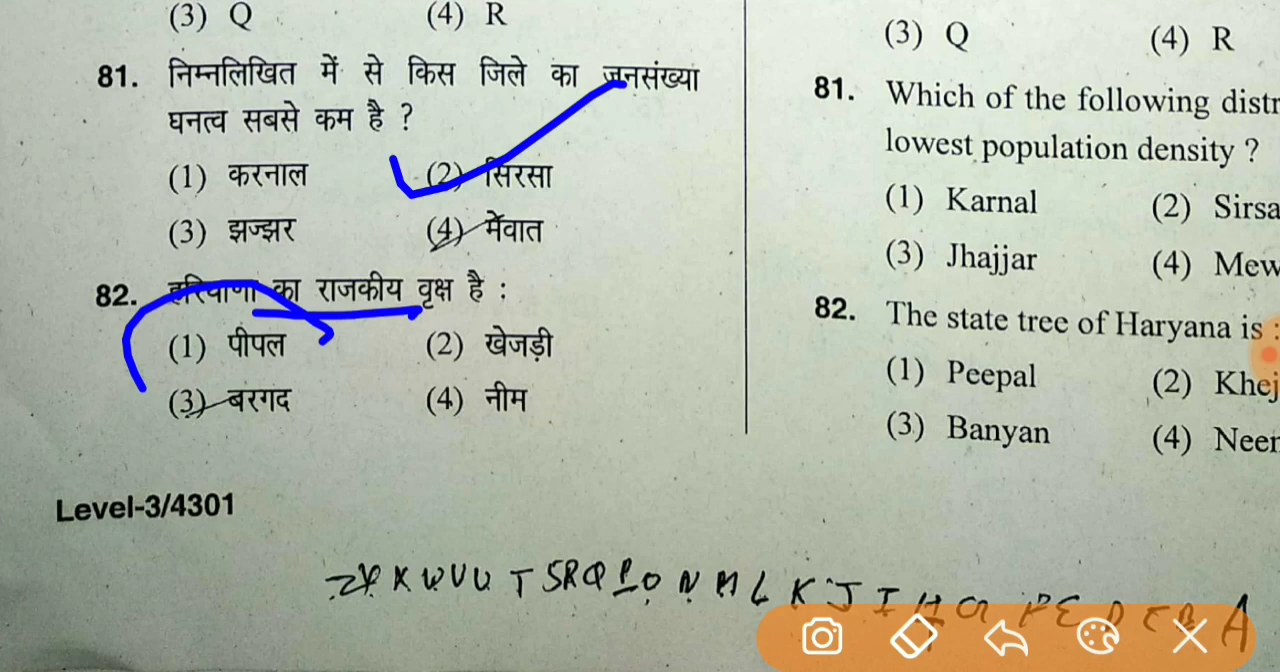 (3) Q (4) R
81. निम्नलिखित में से किस जिले का जनसंख्या
घनत्व सबसे कम है ?
(1) करनाल (2) सिरसा
(3) झज्झर (4) मेंवात
82. हरियाणा का राजकीय वृक्ष है :
(1) पीपल (2) खेजड़ी
(3) बरगद (4) नीम
Level-3/4301
(3) Q (4) R
81. Which of the following distr
lowest population density ?
(1) Karnal (2) Sirsa
(3) Jhajjar (4) Mew
82. The state tree of Haryana is :
(1) Peepal (2) Khej
(3) Banyan (4) Neem
Z Y X W V U T S R Q P O N M L K J I H G F E D C B A